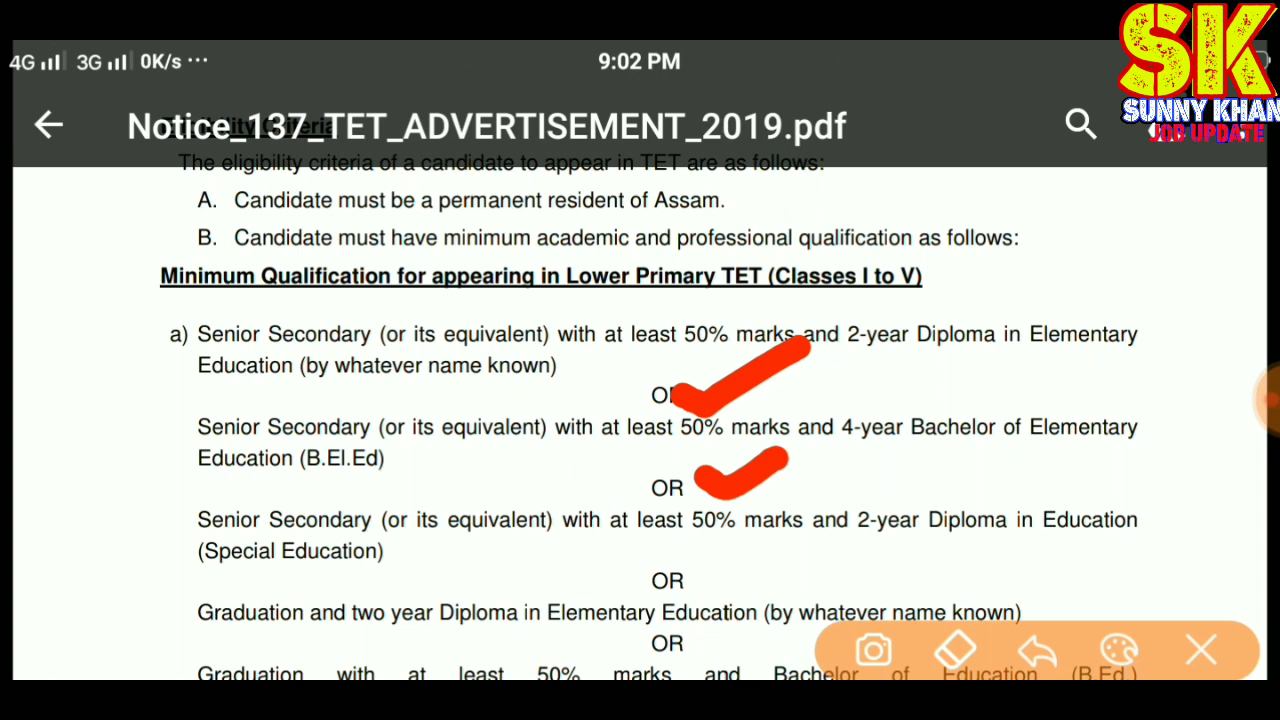 4G 3G 0K/s ... 9:02 PM
SK
SUNNY KHAN
JOB UPDATE
Notice_137_TET_ADVERTISEMENT_2019.pdf
Eligibility Criteria
The eligibility criteria of a candidate to appear in TET are as follows:
A. Candidate must be a permanent resident of Assam.
B. Candidate must have minimum academic and professional qualification as follows:
Minimum Qualification for appearing in Lower Primary TET (Classes I to V)
a) Senior Secondary (or its equivalent) with at least 50% marks and 2-year Diploma in Elementary
Education (by whatever name known)
OR
Senior Secondary (or its equivalent) with at least 50% marks and 4-year Bachelor of Elementary
Education (B.El.Ed)
OR
Senior Secondary (or its equivalent) with at least 50% marks and 2-year Diploma in Education
(Special Education)
OR
Graduation and two year Diploma in Elementary Education (by whatever name known)
OR
Graduation with at least 50% marks and Bachelor of Education (B.Ed.)